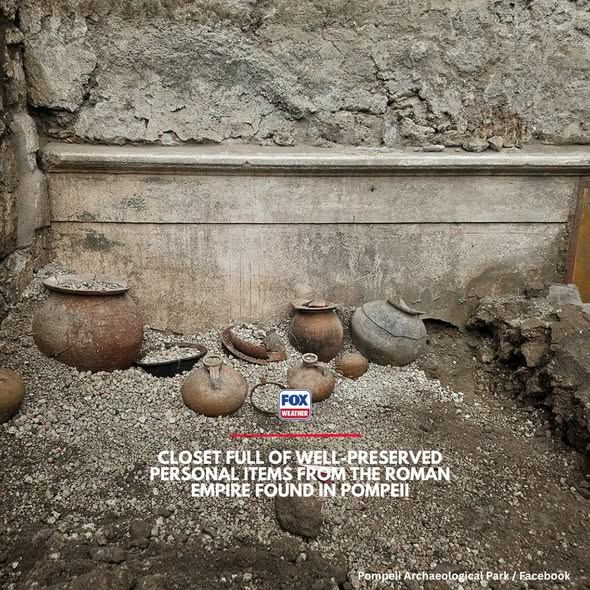 FOX
WEATHER
CLOSET FULL OF WELL-PRESERVED
PERSONAL ITEMS FROM THE ROMAN
EMPIRE FOUND IN POMPEII
Pompeii Archaeological Park / Facebook